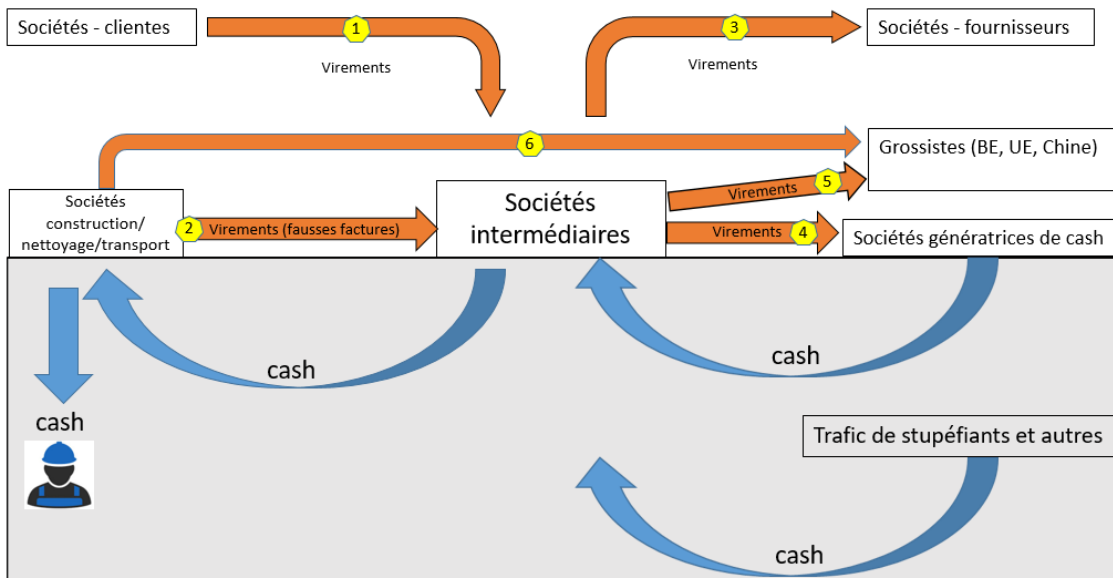 Sociétés - clientes
1
Virements
3
Virements
Sociétés - fournisseurs
6
Grossistes (BE, UE, Chine)
Sociétés
construction/
nettoyage/transport
2
Virements (fausses factures)
Sociétés
intermédiaires
Virements
5
Virements
4
Sociétés génératrices de cash
cash
cash
cash
Trafic de stupéfiants et autres
cash